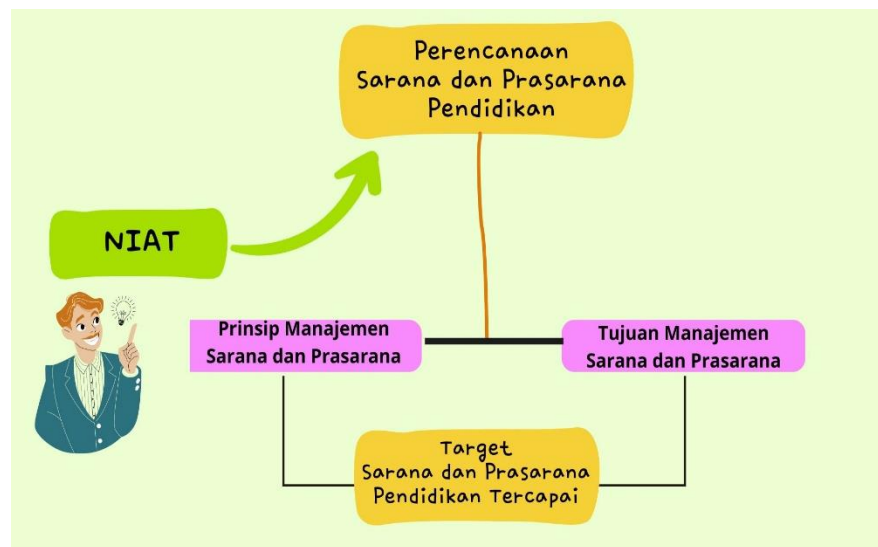 Perencanaan
Sarana dan Prasarana
Pendidikan
NIAT
Prinsip Manajemen
Sarana dan Prasarana
Tujuan Manajemen
Sarana dan Prasarana
Target
Sarana dan Prasarana
Pendidikan Tercapai